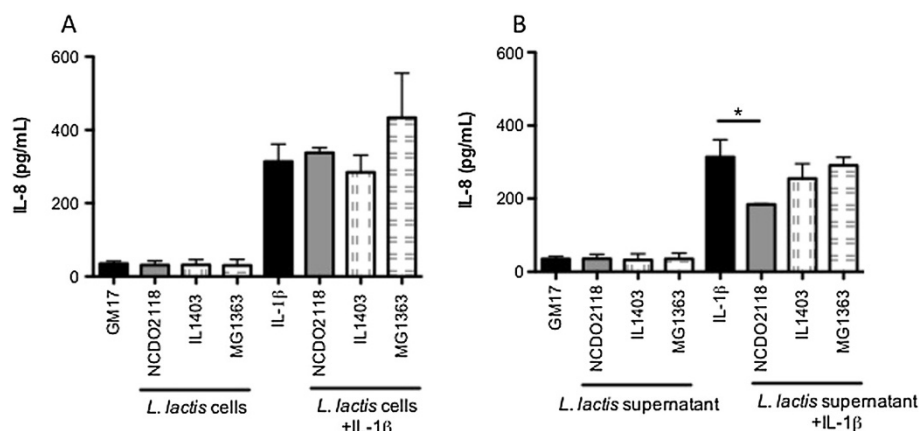 A
600
400
200
0
IL-8 (pg/mL)
GM17
NCDO2118
IL1403
MG1363
IL-1β
NCDO2118
IL1403
MG1363
L. lactis cells
L. lactis cells
+IL-1β
B
600
400
200
0
IL-8 (pg/mL)
*
GM17
NCDO2118
IL1403
MG1363
IL-1β
NCDO2118
IL1403
MG1363
L. lactis supernatant
L. lactis supernatant
+IL-1β